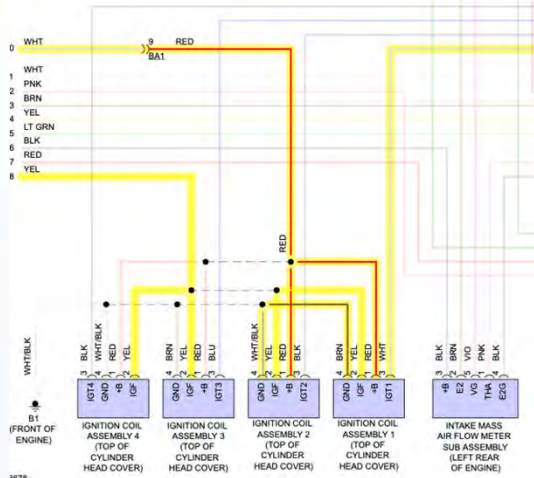 0 WHT 9 RED
BA1
1 WHT
2 PNK
3 BRN
4 YEL
5 LT GRN
6 BLK
7 RED
8 YEL
RED
WHT/BLK
3 BLK
4 WHT/BLK
1 RED
2 YEL
4 BRN
2 YEL
1 RED
3 BLU
4 WHT/BLK
2 YEL
1 RED
3 BLK
4 BRN
2 YEL
1 RED
3 WHT
3 BLK
2 BRN
5 VIO
1 PNK
4 BLK
IGT4 GND +B IGF
GND IGF +B IGT3
GND IGF +B IGT2
GND IGF +B IGT1
+B E2 VG THA E2G
B1
(FRONT OF
ENGINE)
IGNITION COIL
ASSEMBLY 4
(TOP OF
CYLINDER
HEAD COVER)
IGNITION COIL
ASSEMBLY 3
(TOP OF
CYLINDER
HEAD COVER)
IGNITION COIL
ASSEMBLY 2
(TOP OF
CYLINDER
HEAD COVER)
IGNITION COIL
ASSEMBLY 1
(TOP OF
CYLINDER
HEAD COVER)
INTAKE MASS
AIR FLOW METER
SUB ASSEMBLY
(LEFT REAR
OF ENGINE)